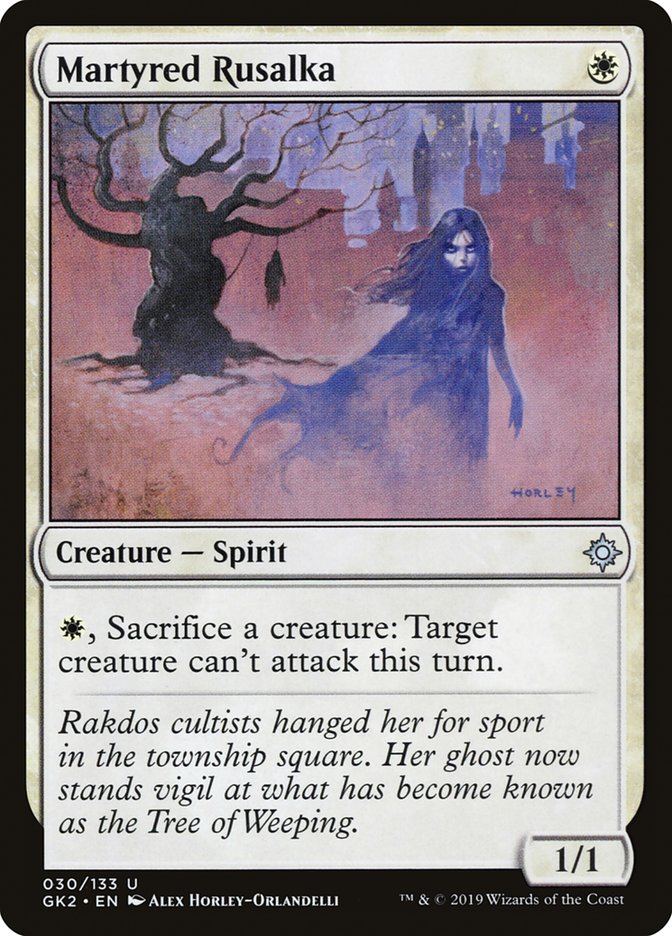 Martyred Rusalka
HORLEY
Creature — Spirit
, Sacrifice a creature: Target
creature can't attack this turn.
Rakdos cultists hanged her for sport
in the township square. Her ghost now
stands vigil at what has become known
as the Tree of Weeping.
1/1
030/133 U
GK2 • EN Alex Horley-Orlandelli
™ & © 2019 Wizards of the Coast